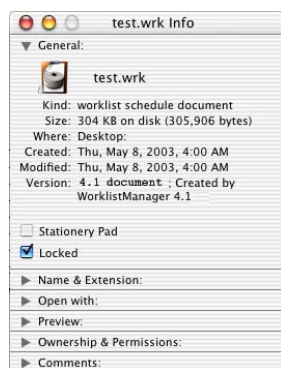 test.wrk Info
General:
test.wrk
Kind: worklist schedule document
Size: 304 KB on disk (305,906 bytes)
Where: Desktop:
Created: Thu, May 8, 2003, 4:00 AM
Modified: Thu, May 8, 2003, 4:00 AM
Version: 4.1 document ; Created by
WorklistManager 4.1
Stationery Pad
Locked
Name & Extension:
Open with:
Preview:
Ownership & Permissions:
Comments: